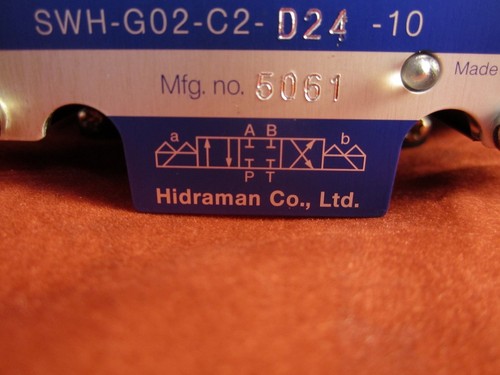 SWH-G02-C2- D24 -10
Mfg. no. 5061
Made
a A B b
P T
Hidraman Co., Ltd.